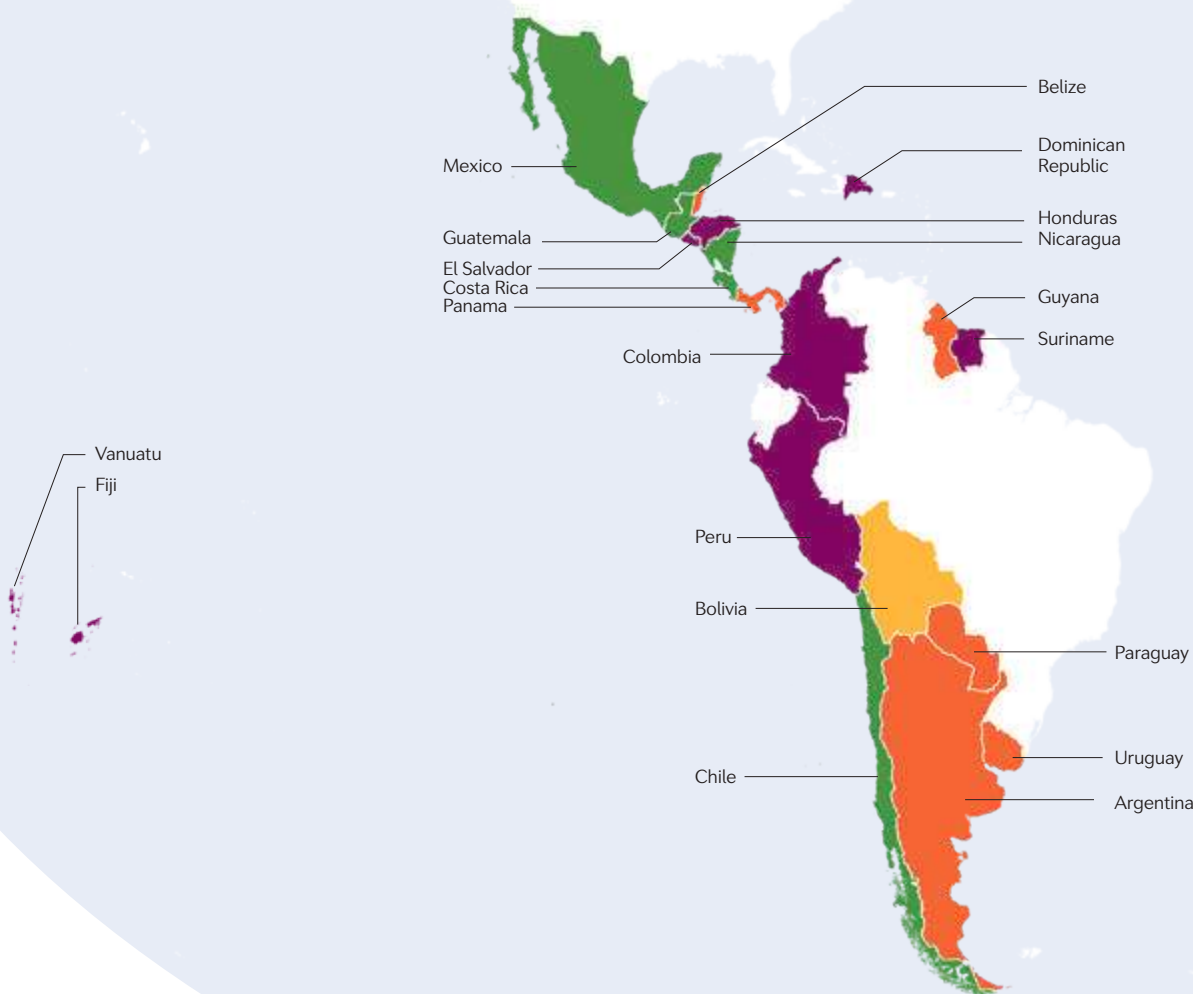 Belize
Dominican
Republic
Mexico
Honduras
Guatemala
Nicaragua
El Salvador
Costa Rica
Guyana
Panama
Suriname
Colombia
Vanuatu
Fiji
Peru
Bolivia
Paraguay
Uruguay
Chile
Argentina